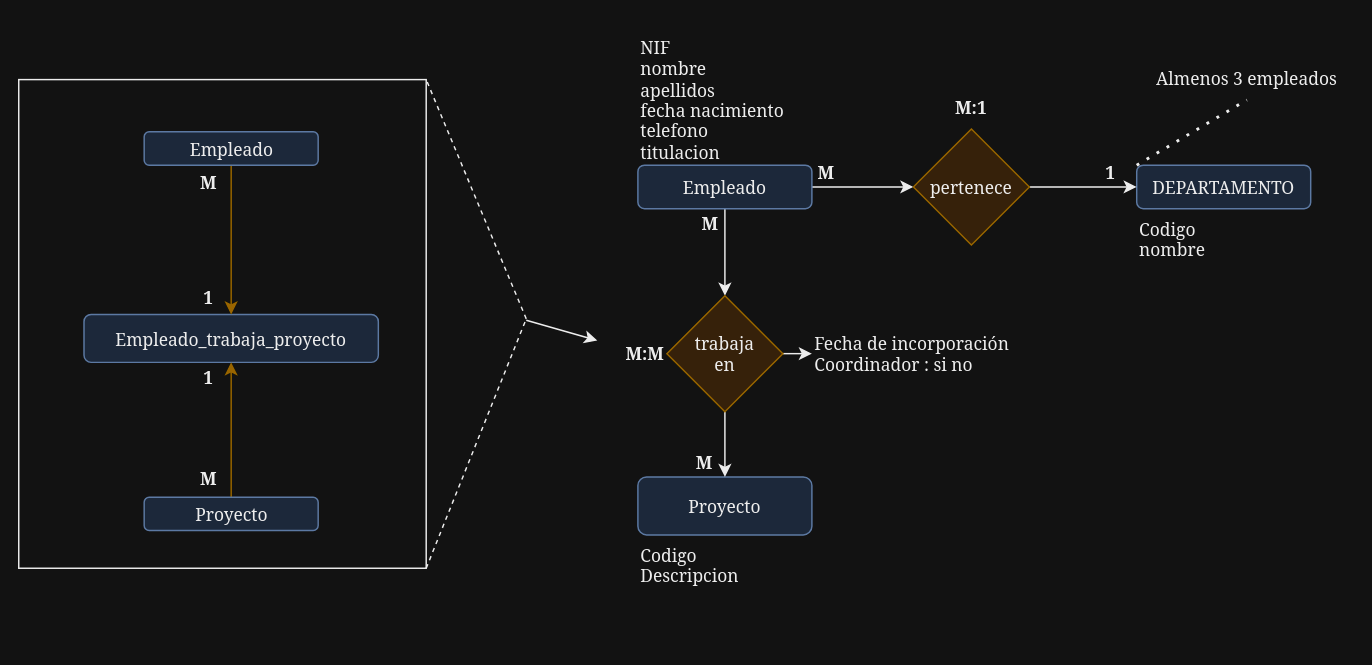 Empleado
M
1
Empleado_trabaja_proyecto
1
M
Proyecto
NIF
nombre
apellidos
fecha nacimiento
telefono
titulacion
Empleado
M
M:1
pertenece
1
Almenos 3 empleados
DEPARTAMENTO
Codigo
nombre
M
M:M
trabaja
en
Fecha de incorporación
Coordinador : si no
M
Proyecto
Codigo
Descripcion